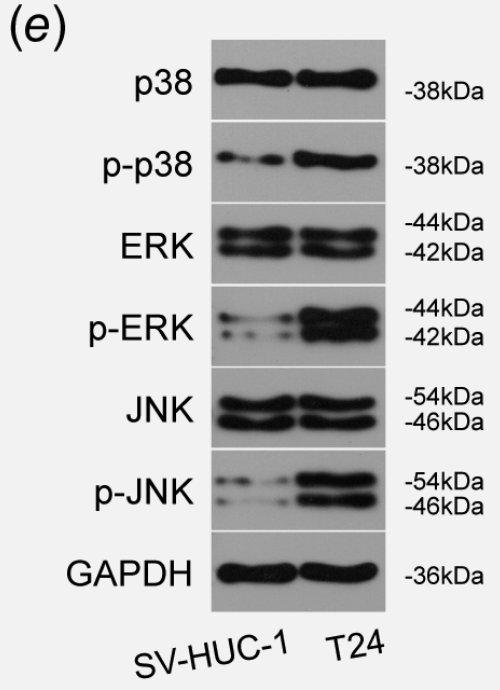 (e)
p38
-38kDa
p-p38
-38kDa
ERK
-44kDa
-42kDa
p-ERK
-44kDa
-42kDa
JNK
-54kDa
-46kDa
p-JNK
-54kDa
-46kDa
GAPDH
-36kDa
SV-HUC-1
T24